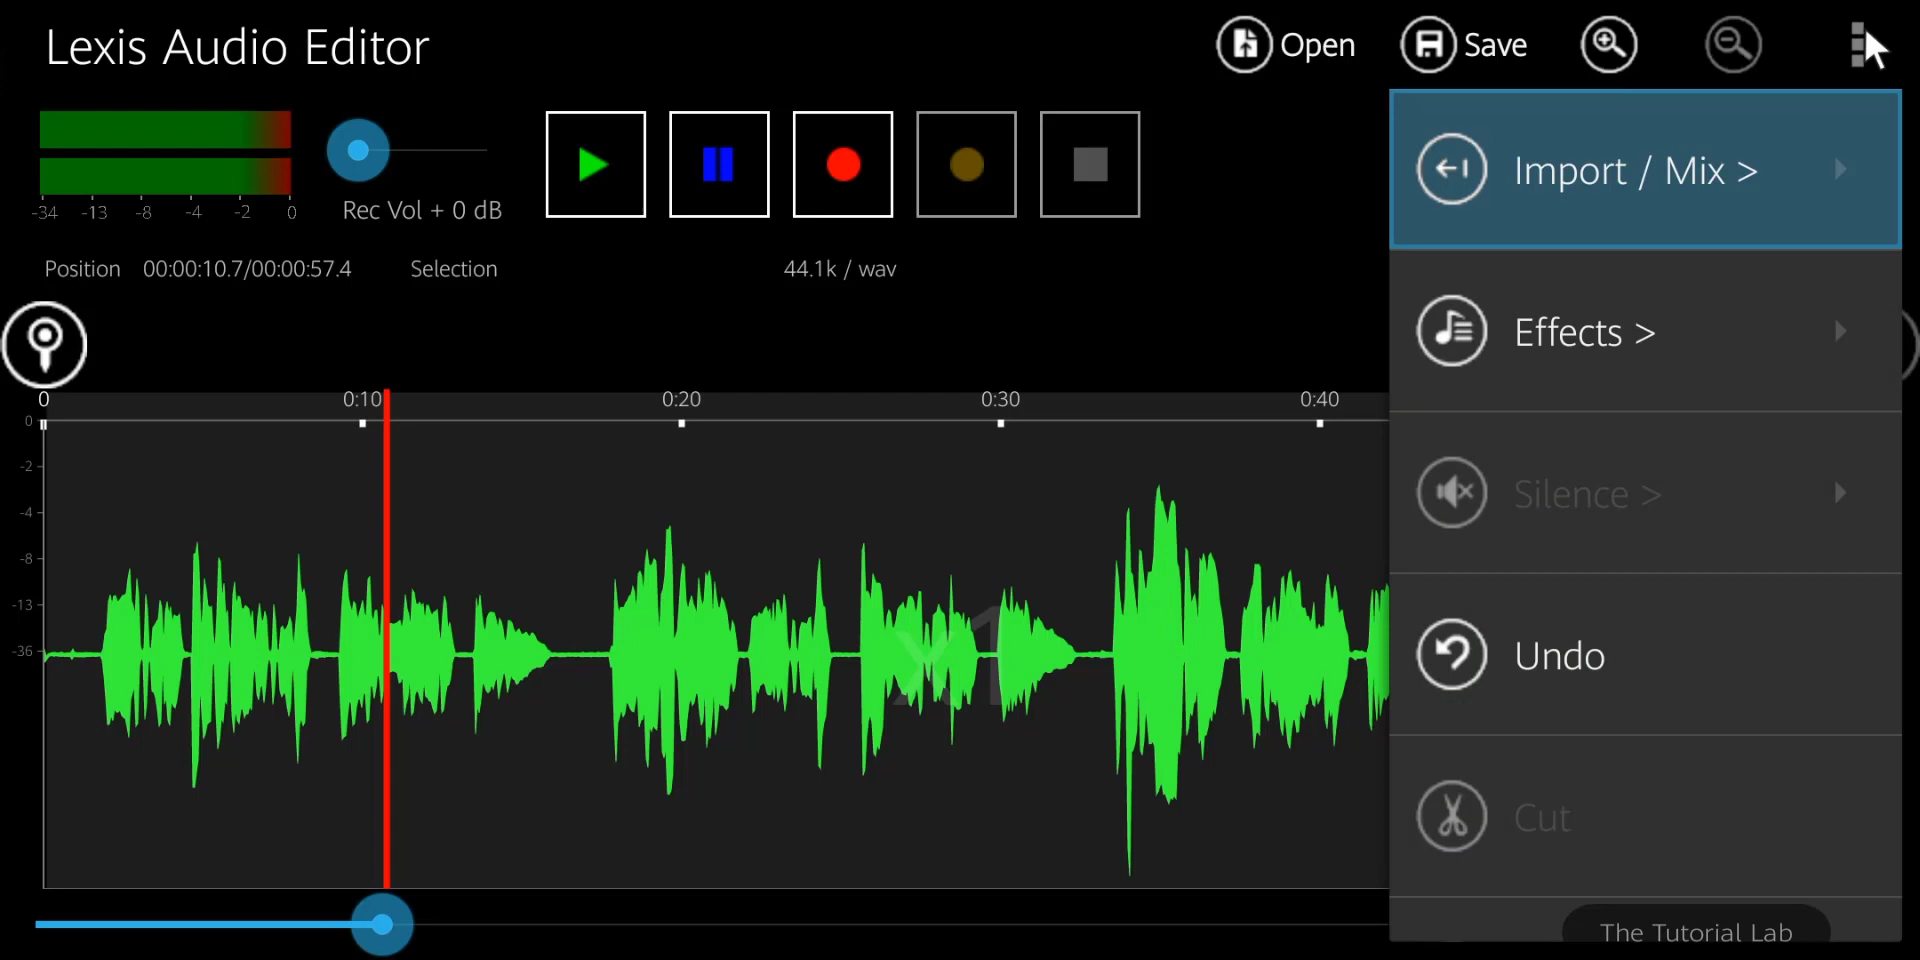 Lexis Audio Editor
Open
Save
-34 -13 -8 -4 -2 0
Rec Vol + 0 dB
Position 00:00:10.7/00:00:57.4 Selection 44.1k / wav
0 0:10 0:20 0:30 0:40
0
-2
-4
-8
-13
-36
x1
Import / Mix >
Effects >
Silence >
Undo
Cut
The Tutorial Lab